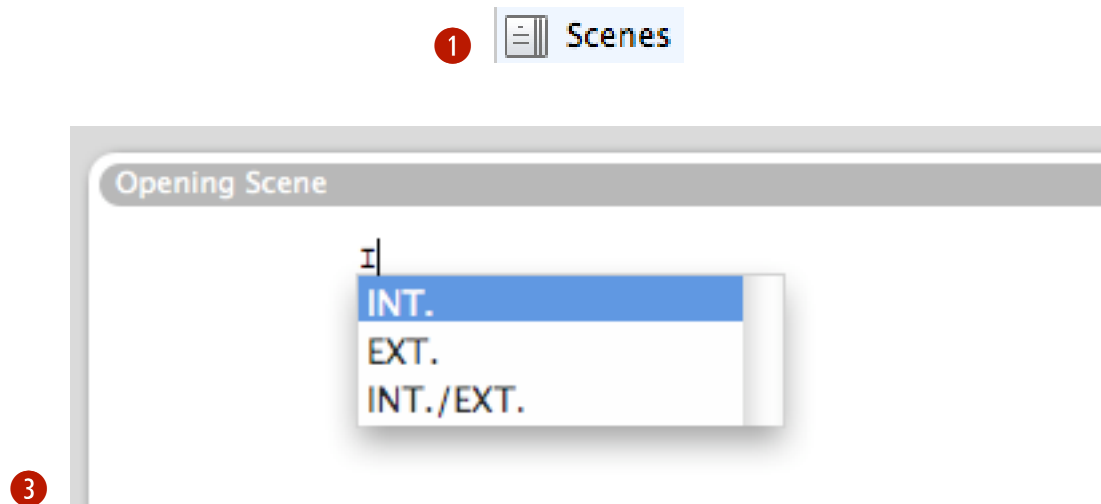 1 Scenes
Opening Scene
I
INT.
EXT.
INT./EXT.
3